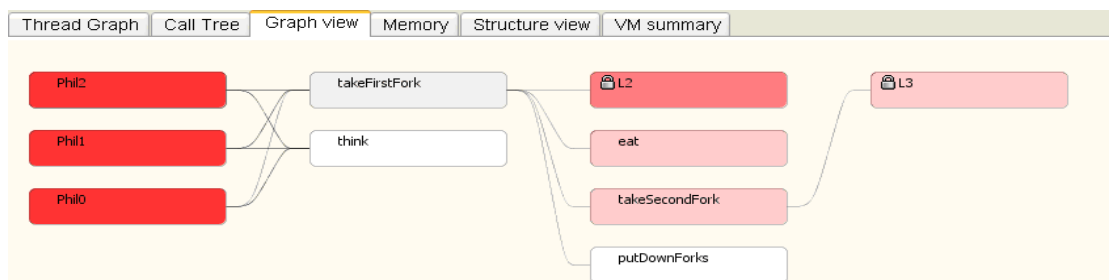 Thread Graph Call Tree Graph view Memory Structure view VM summary
Phil2 takeFirstFork L2 L3
Phil1 think eat
Phil0 takeSecondFork
putDownForks